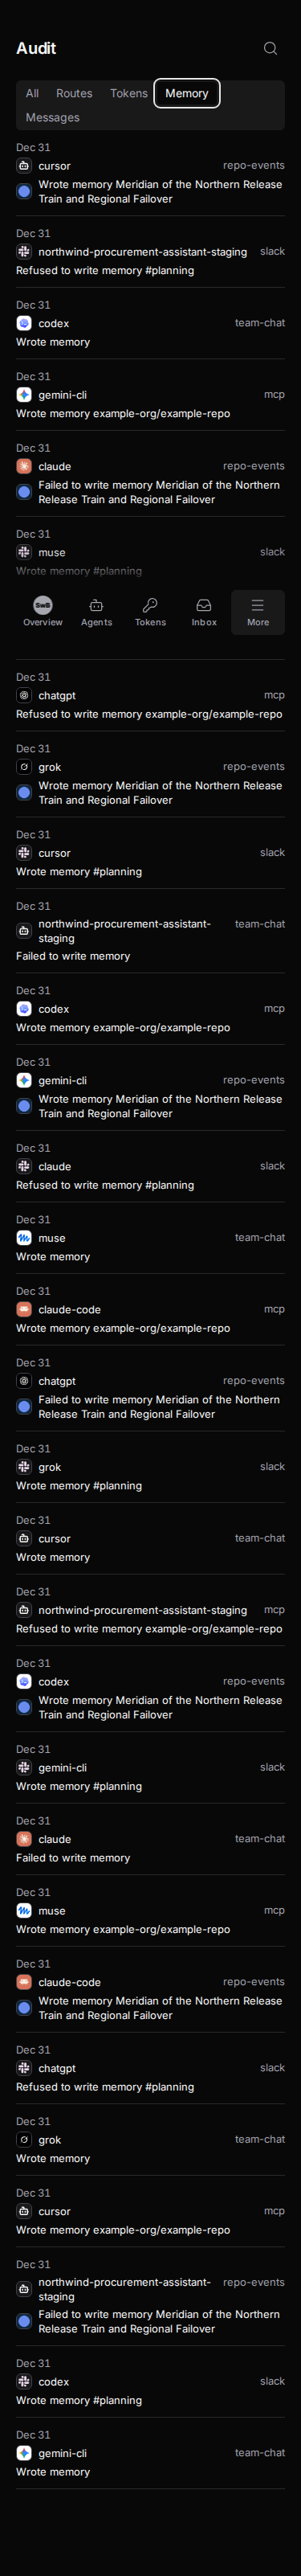 Audit
All Routes Tokens Memory
Messages
Dec 31
cursor repo-events
Wrote memory Meridian of the Northern Release
Train and Regional Failover
Dec 31
northwind-procurement-assistant-staging slack
Refused to write memory #planning
Dec 31
codex team-chat
Wrote memory
Dec 31
gemini-cli mcp
Wrote memory example-org/example-repo
Dec 31
claude repo-events
Failed to write memory Meridian of the Northern
Release Train and Regional Failover
Dec 31
muse slack
Wrote memory #planning
SwB
Overview Agents Tokens Inbox More
Dec 31
chatgpt mcp
Refused to write memory example-org/example-repo
Dec 31
grok repo-events
Wrote memory Meridian of the Northern Release
Train and Regional Failover
Dec 31
cursor slack
Wrote memory #planning
Dec 31
northwind-procurement-assistant- team-chat
staging
Failed to write memory
Dec 31
codex mcp
Wrote memory example-org/example-repo
Dec 31
gemini-cli repo-events
Wrote memory Meridian of the Northern Release
Train and Regional Failover
Dec 31
claude slack
Refused to write memory #planning
Dec 31
muse team-chat
Wrote memory
Dec 31
claude-code mcp
Wrote memory example-org/example-repo
Dec 31
chatgpt repo-events
Failed to write memory Meridian of the Northern
Release Train and Regional Failover
Dec 31
grok slack
Wrote memory #planning
Dec 31
cursor team-chat
Wrote memory
Dec 31
northwind-procurement-assistant-staging mcp
Refused to write memory example-org/example-repo
Dec 31
codex repo-events
Wrote memory Meridian of the Northern Release
Train and Regional Failover
Dec 31
gemini-cli slack
Wrote memory #planning
Dec 31
claude team-chat
Failed to write memory
Dec 31
muse mcp
Wrote memory example-org/example-repo
Dec 31
claude-code repo-events
Wrote memory Meridian of the Northern Release
Train and Regional Failover
Dec 31
chatgpt slack
Refused to write memory #planning
Dec 31
grok team-chat
Wrote memory
Dec 31
cursor mcp
Wrote memory example-org/example-repo
Dec 31
northwind-procurement-assistant- repo-events
staging
Failed to write memory Meridian of the Northern
Release Train and Regional Failover
Dec 31
codex slack
Wrote memory #planning
Dec 31
gemini-cli team-chat
Wrote memory